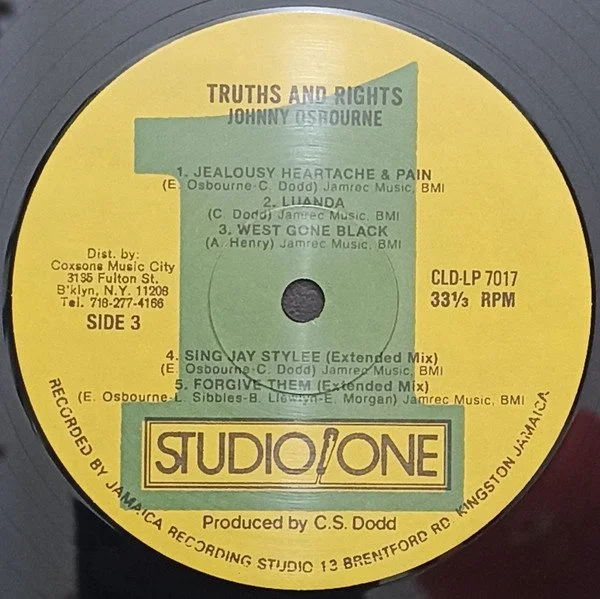 TRUTHS AND RIGHTS
JOHNNY OSBOURNE
1. JEALOUSY HEARTACHE & PAIN
(E. Osbourne-C. Dodd) Jamrec Music, BMI
2. LUANDA
(C. Dodd) Jamrec Music, BMI
3. WEST GONE BLACK
(A. Henry) Jamrec Music, BMI
Dist. by:
Coxsons Music City
3135 Fulton St.
B'klyn, N.Y. 11208
Tel. 718-277-4166
SIDE 3
CLD-LP 7017
33⅓ RPM
4. SING JAY STYLEE (Extended Mix)
(E. Osbourne-C. Dodd) Jamrec Music, BMI
5. FORGIVE THEM (Extended Mix)
(E. Osbourne-L. Sibbles-B. Llewlyn-E. Morgan) Jamrec Music, BMI
STUDIO ONE
Produced by C.S. Dodd
RECORDED BY JAMAICA RECORDING STUDIO 13 BRENTFORD RD. KINGSTON JAMAICA